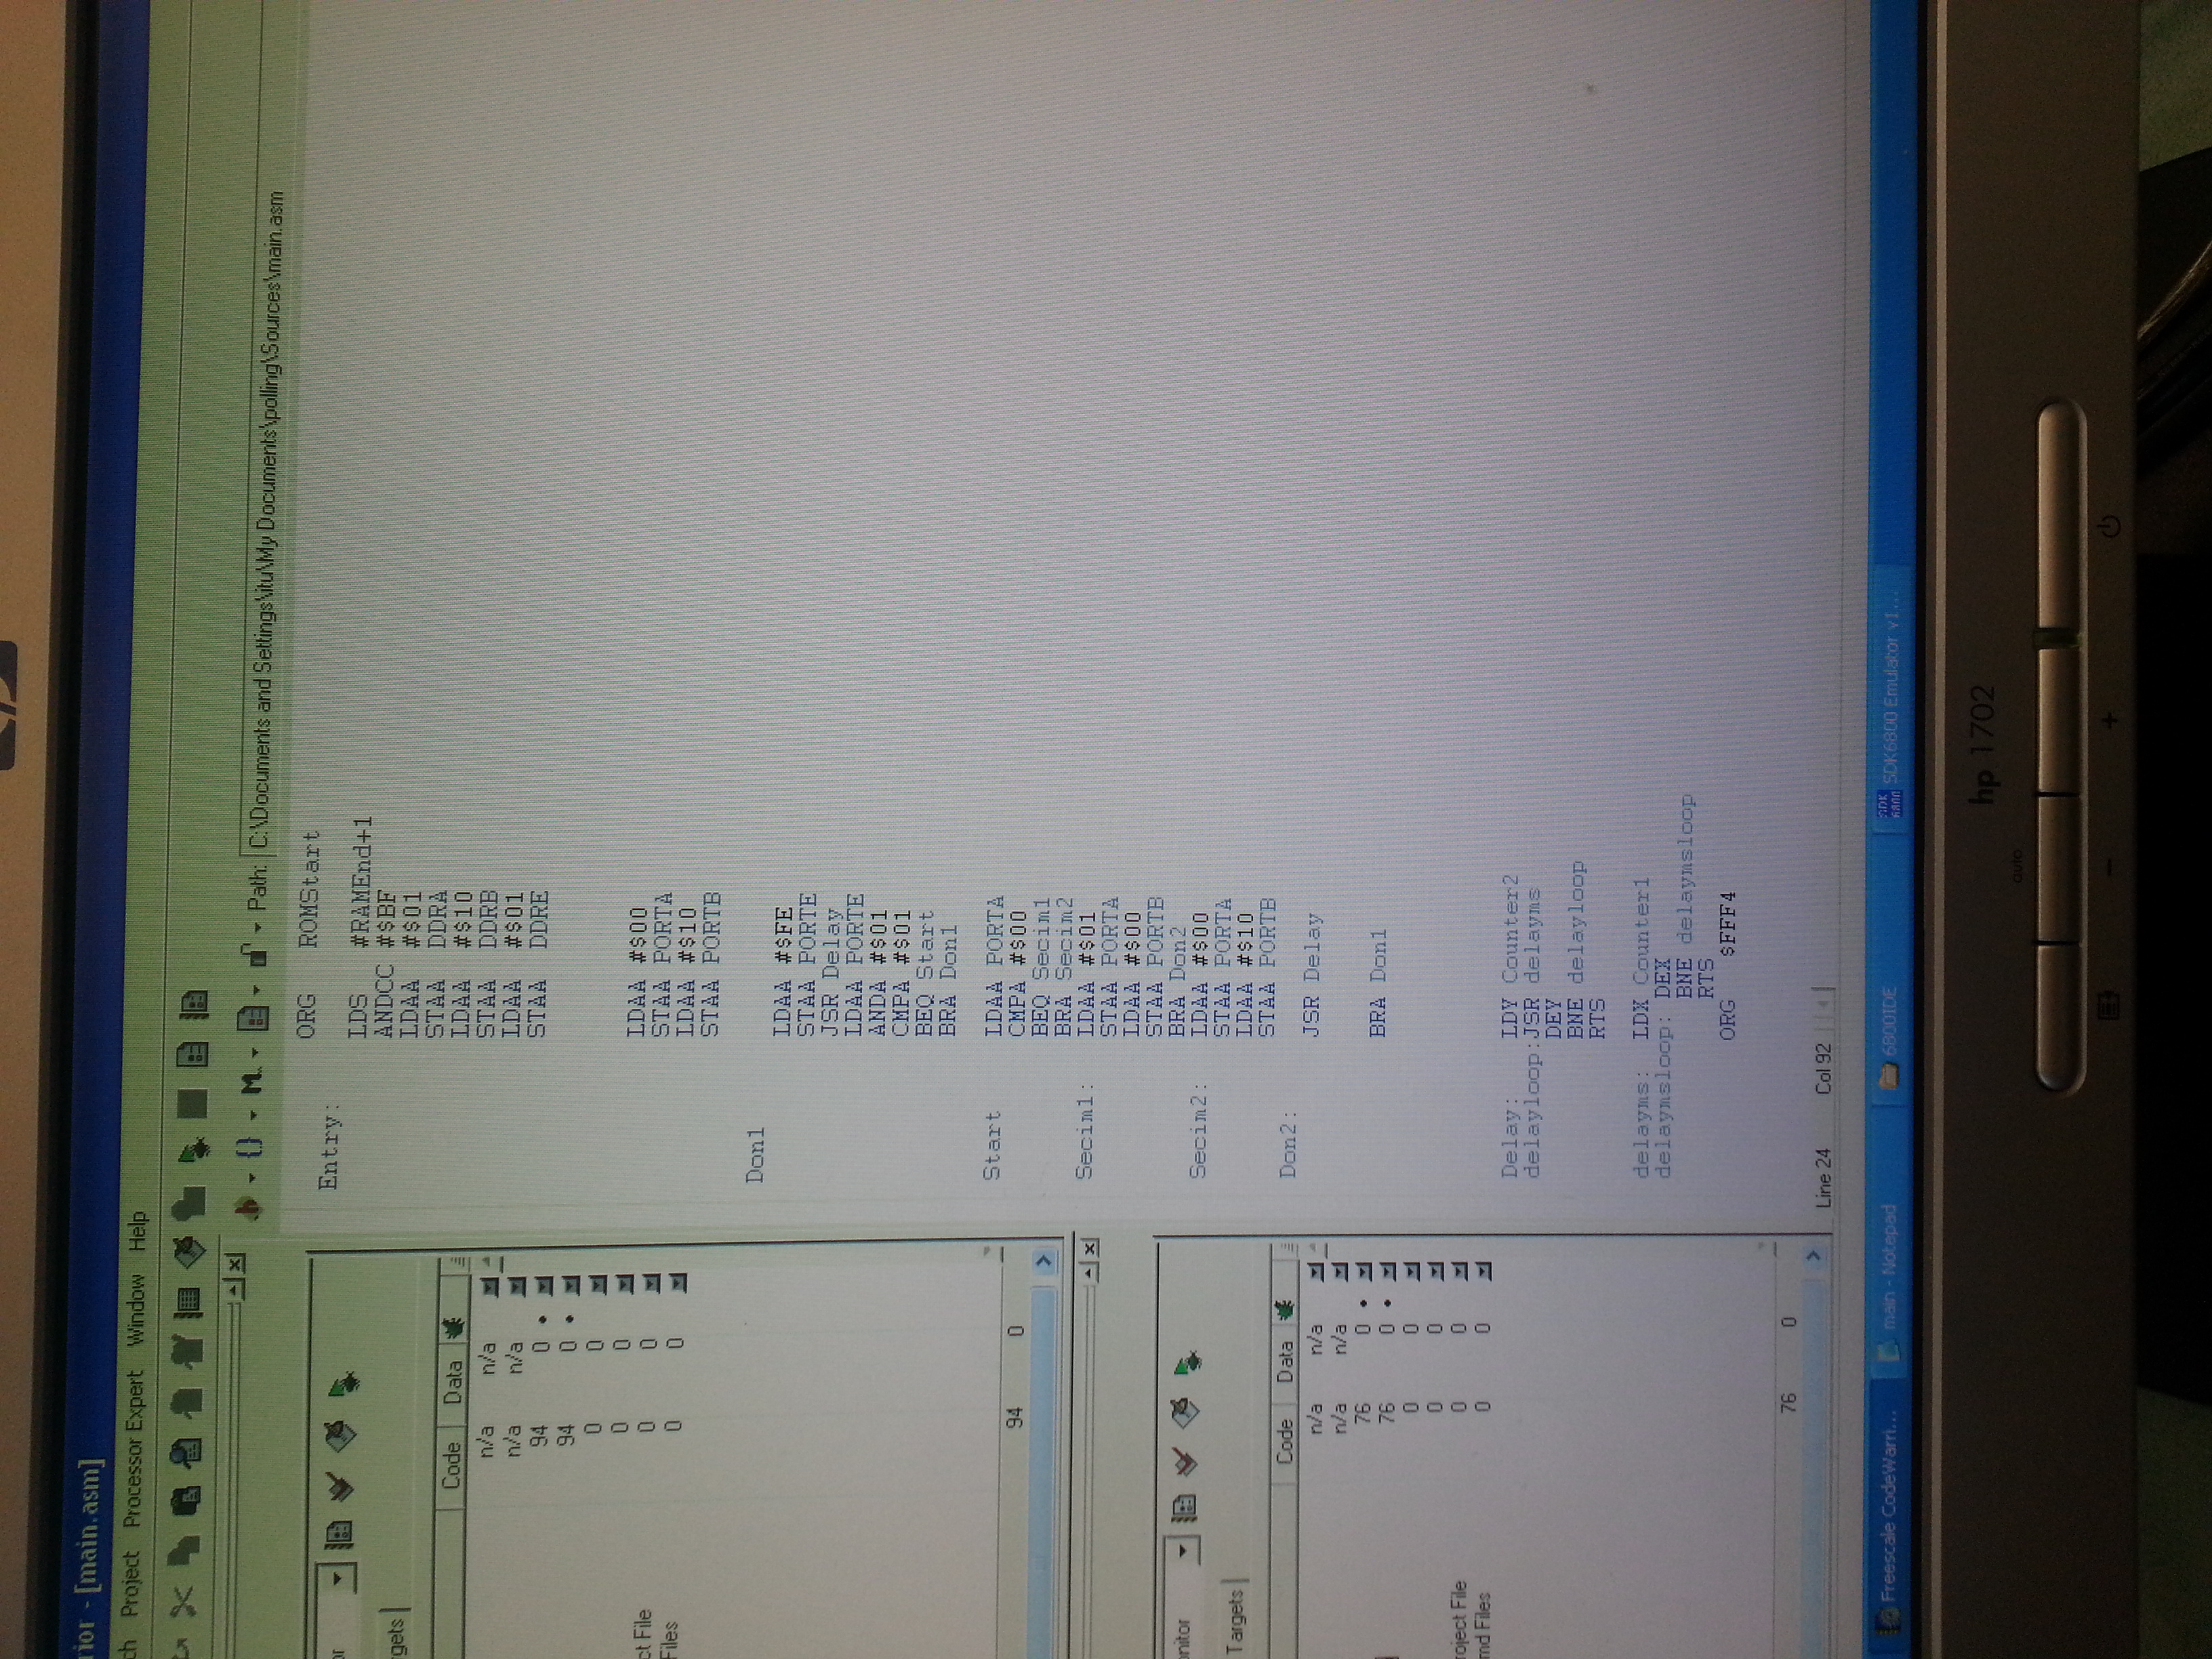 rior - [main.asm]
ch Project Processor Expert Window Help
Path: C:\Documents and Settings\itu\My Documents\polling\Sources\main.asm
or
rgets
Code Data
n/a n/a
n/a n/a
94 0
94 0
0 0
0 0
ct File 0 0
Files 0 0
94 0
onitor
Targets
Code Data
n/a n/a
n/a n/a
76 0
76 0
0 0
0 0
roject File 0 0
md Files 0 0
76 0
ORG ROMStart
Entry:
LDS #RAMEnd+1
ANDCC #$BF
LDAA #$01
STAA DDRA
LDAA #$10
STAA DDRB
LDAA #$01
STAA DDRE
LDAA #$00
STAA PORTA
LDAA #$10
STAA PORTB
Don1
LDAA #$FE
STAA PORTE
JSR Delay
LDAA PORTE
ANDA #$01
CMPA #$01
BEQ Start
BRA Don1
Start LDAA PORTA
CMPA #$00
BEQ Secim1
BRA Secim2
Secim1: LDAA #$01
STAA PORTA
LDAA #$00
STAA PORTB
BRA Don2
Secim2: LDAA #$00
STAA PORTA
LDAA #$10
STAA PORTB
Don2:
JSR Delay
BRA Don1
Delay: LDY Counter2
delayloop:JSR delayms
DEY
BNE delayloop
RTS
delayms: LDX Counter1
delaymsloop: DEX
BNE delaymsloop
RTS
ORG $FFF4
Line 24 Col 92
Freescale CodeWarri... main - Notepad 6800IDE SDK6800 Emulator v1...
hp 1702
auto